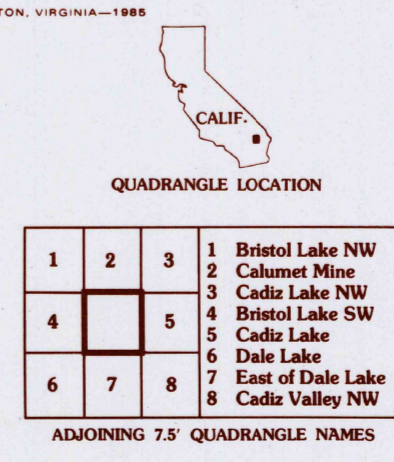 TON, VIRGINIA—1985
CALIF.
QUADRANGLE LOCATION
1 2 3
4 5
6 7 8
1 Bristol Lake NW
2 Calumet Mine
3 Cadiz Lake NW
4 Bristol Lake SW
5 Cadiz Lake
6 Dale Lake
7 East of Dale Lake
8 Cadiz Valley NW
ADJOINING 7.5′ QUADRANGLE NAMES